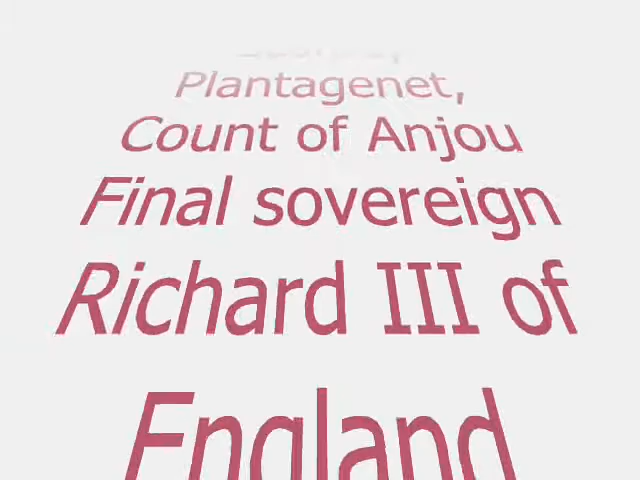 Plantagenet,
Count of Anjou
Final sovereign
Richard III of
England